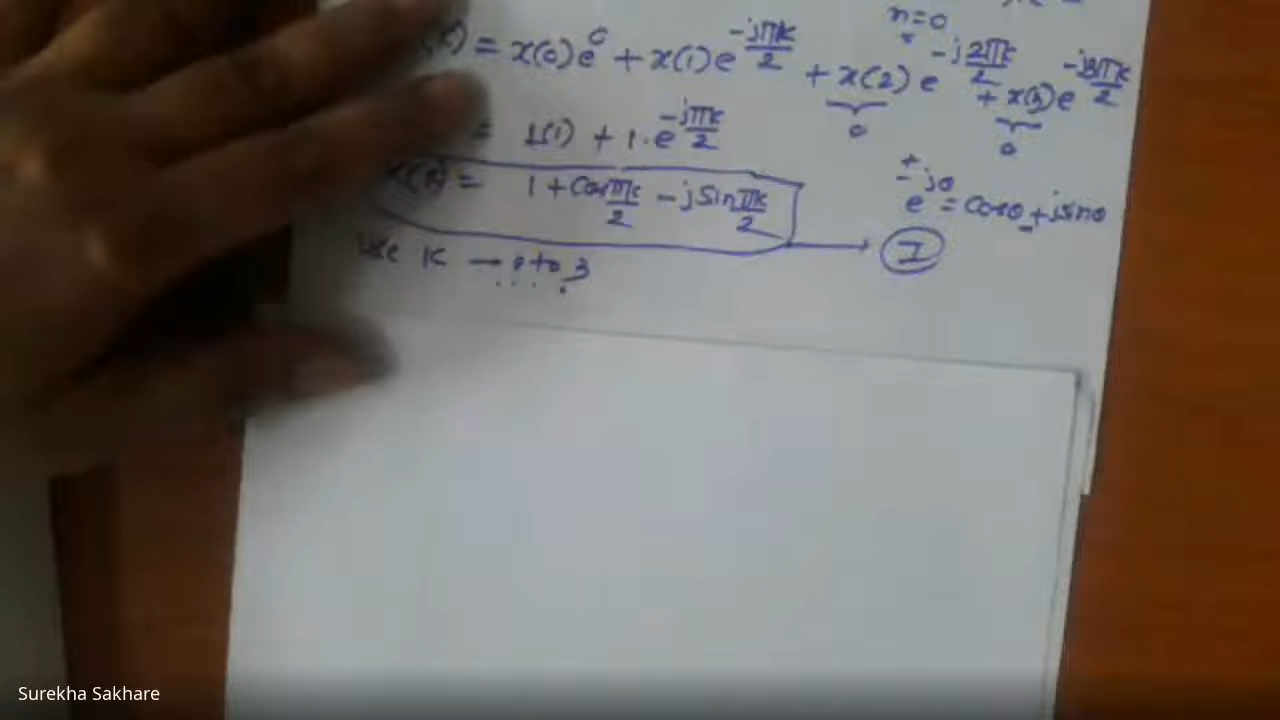 n=0
= x(0)e^0 + x(1)e^{-jπk/2} + x(2)e^{-j2πk/2} + x(3)e^{-j3πk/2}
0 0
= 1(1) + 1.e^{-jπk/2}
X(k) = 1 + Cos πk/2 - j Sin πk/2 → I
e^{±jθ} = cosθ ± jsinθ
k → 0 to 3
Surekha Sakhare